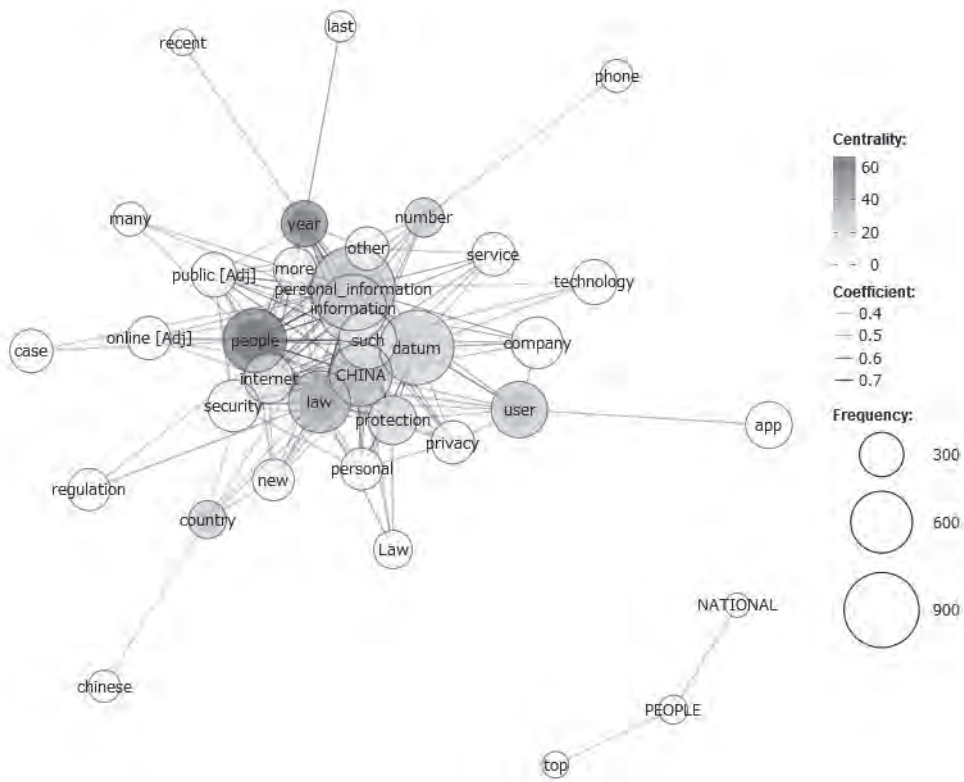 last
recent
phone
Centrality:
60
40
20
0
many
year
number
other
service
public [Adj]
more
technology
personal_information
information
Coefficient:
0.4
0.5
0.6
0.7
case
online [Adj]
people
such
datum
company
internet
CHINA
security
law
protection
user
app
privacy
Frequency:
300
600
900
personal
regulation
new
country
Law
NATIONAL
chinese
PEOPLE
top